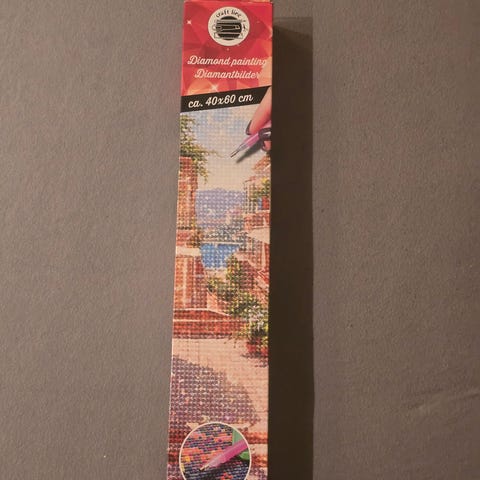 Craft Line
Diamond painting
Diamantbilder
ca. 40x60 cm